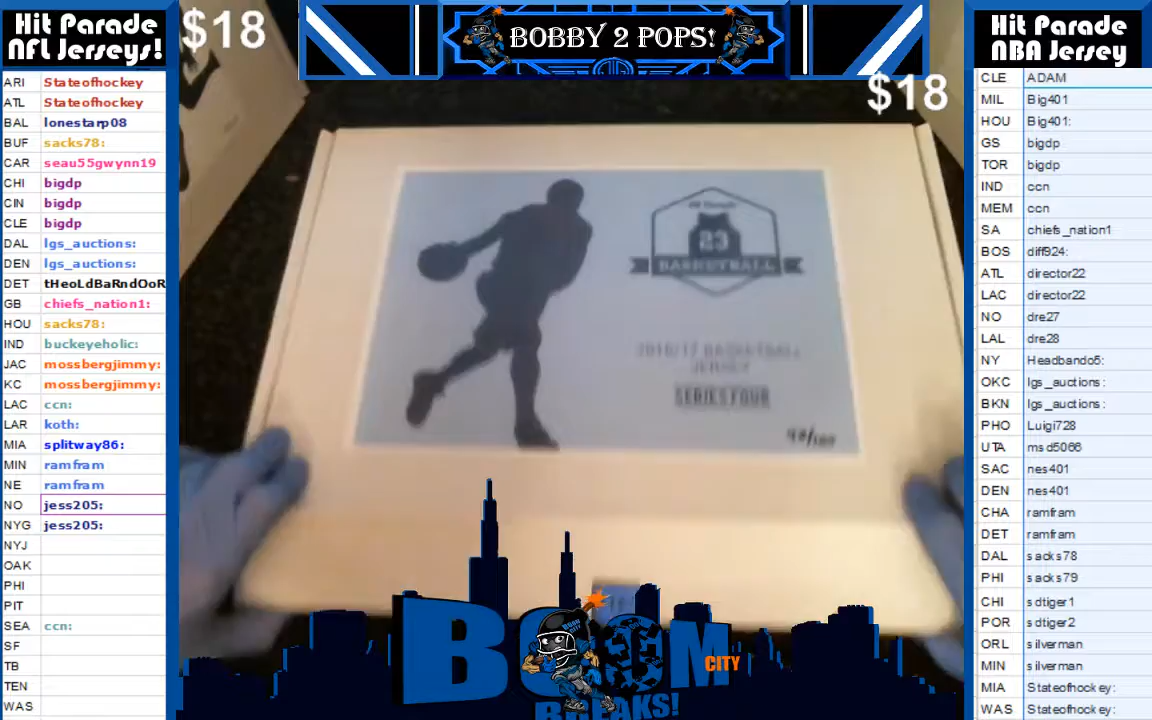 Hit Parade
NFL Jerseys!
ARI Stateofhockey
ATL Stateofhockey
BAL lonestarp08
BUF sacks78:
CAR seau55gwynn19
CHI bigdp
CIN bigdp
CLE bigdp
DAL lgs_auctions:
DEN lgs_auctions:
DET tHeoLdBaRndOoR
GB chiefs_nation1:
HOU sacks78:
IND buckeyeholic:
JAC mossbergjimmy:
KC mossbergjimmy:
LAC ccn:
LAR koth:
MIA splitway86:
MIN ramfram
NE ramfram
NO jess205:
NYG jess205:
NYJ
OAK
PHI
PIT
SEA ccn:
SF
TB
TEN
WAS
$18
BOBBY 2 POPS!
$18
23
BASKETBALL
2016/17 BASKETBALL
JERSEY
SERIES FOUR
BOOM
CITY
BREAKS!
Hit Parade
NBA Jersey
CLE ADAM
MIL Big401
HOU Big401:
GS bigdp
TOR bigdp
IND ccn
MEM ccn
SA chiefs_nation1
BOS diff924:
ATL director22
LAC director22
NO dre27
LAL dre28
NY Headbando5:
OKC lgs_auctions:
BKN lgs_auctions:
PHO Luigi728
UTA msd5066
SAC nes401
DEN nes401
CHA ramfram
DET ramfram
DAL sacks78
PHI sacks79
CHI sdtiger1
POR sdtiger2
ORL silverman
MIN silverman
MIA Stateofhockey:
WAS Stateofhockey: